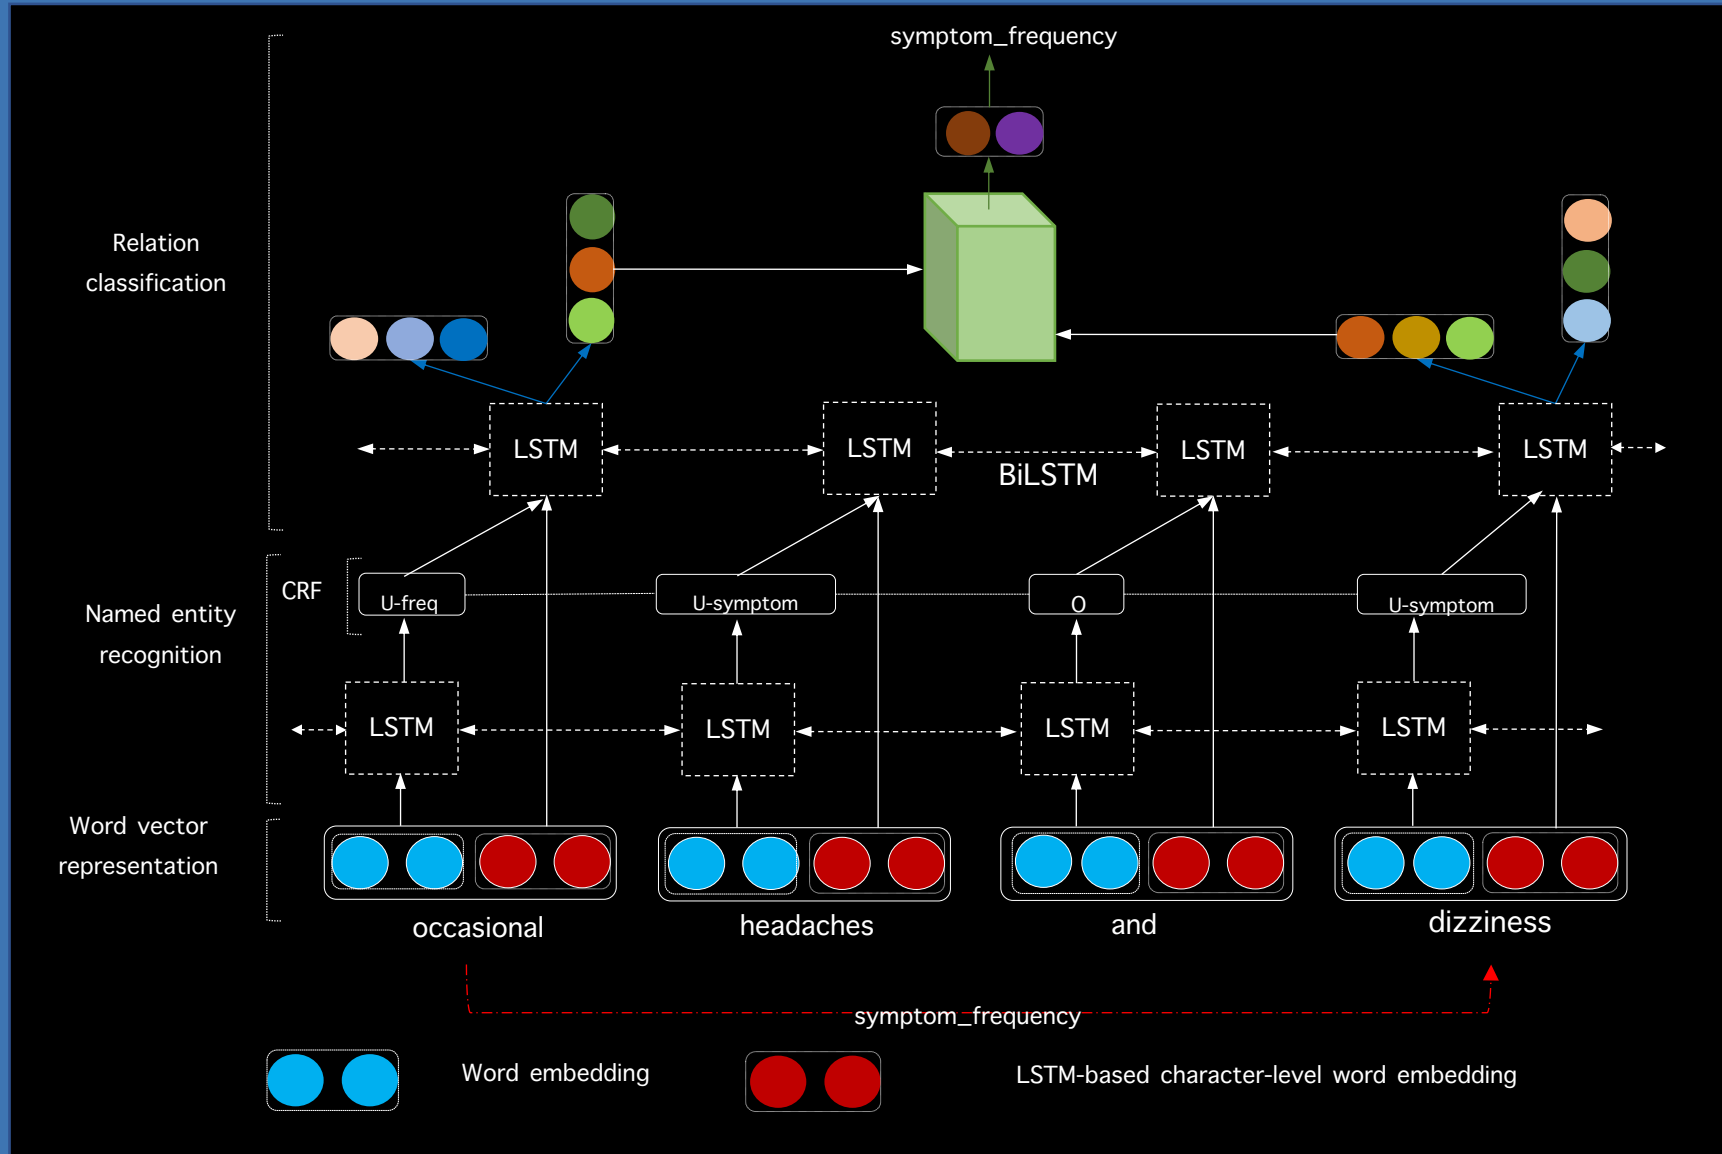 symptom_frequency
Relation
classification
LSTM
LSTM
LSTM
LSTM
BiLSTM
CRF
U-freq
U-symptom
O
U-symptom
Named entity
recognition
LSTM
LSTM
LSTM
LSTM
Word vector
representation
occasional
headaches
and
dizziness
symptom_frequency
Word embedding
LSTM-based character-level word embedding